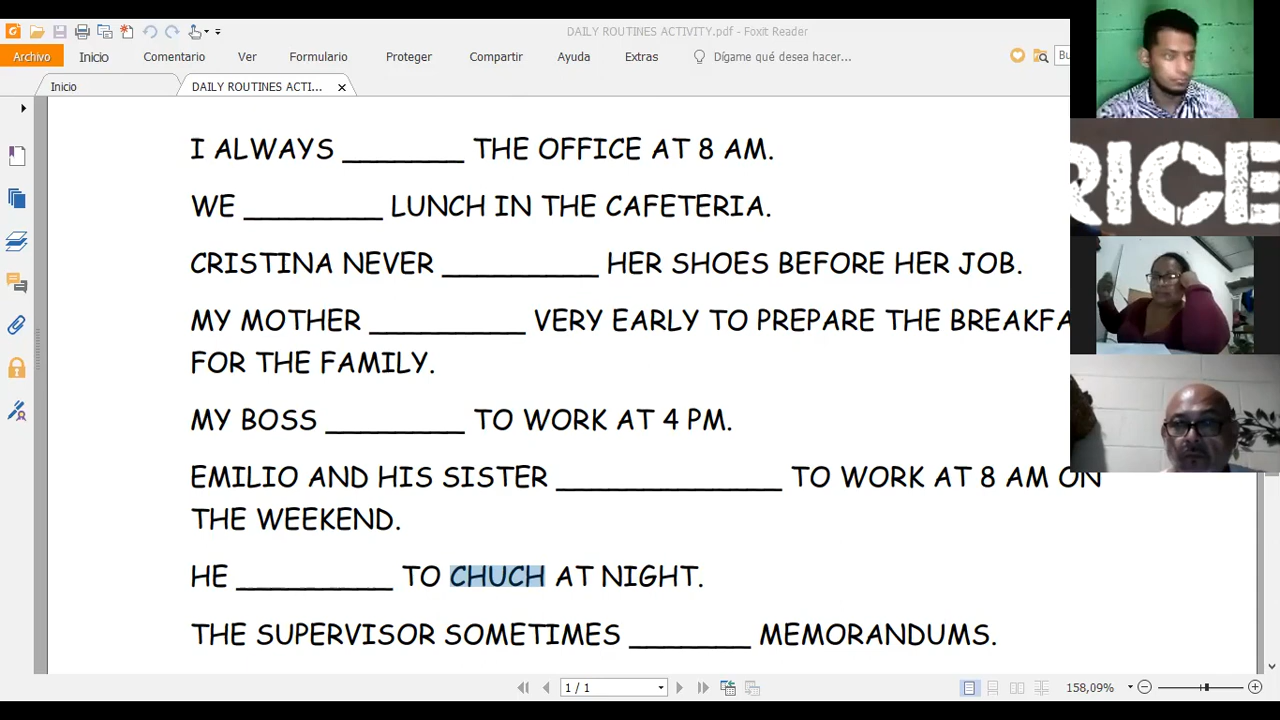 DAILY ROUTINES ACTIVITY.pdf - Foxit Reader
Archivo Inicio Comentario Ver Formulario Proteger Compartir Ayuda Extras Dígame qué desea hacer...
Inicio DAILY ROUTINES ACTI...
I ALWAYS _______ THE OFFICE AT 8 AM.
WE ________ LUNCH IN THE CAFETERIA.
CRISTINA NEVER _________ HER SHOES BEFORE HER JOB.
MY MOTHER _________ VERY EARLY TO PREPARE THE BREAKFA
FOR THE FAMILY.
MY BOSS ________ TO WORK AT 4 PM.
EMILIO AND HIS SISTER _____________ TO WORK AT 8 AM ON
THE WEEKEND.
HE _________ TO CHUCH AT NIGHT.
THE SUPERVISOR SOMETIMES _______ MEMORANDUMS.
1 / 1 158,09%
RICE